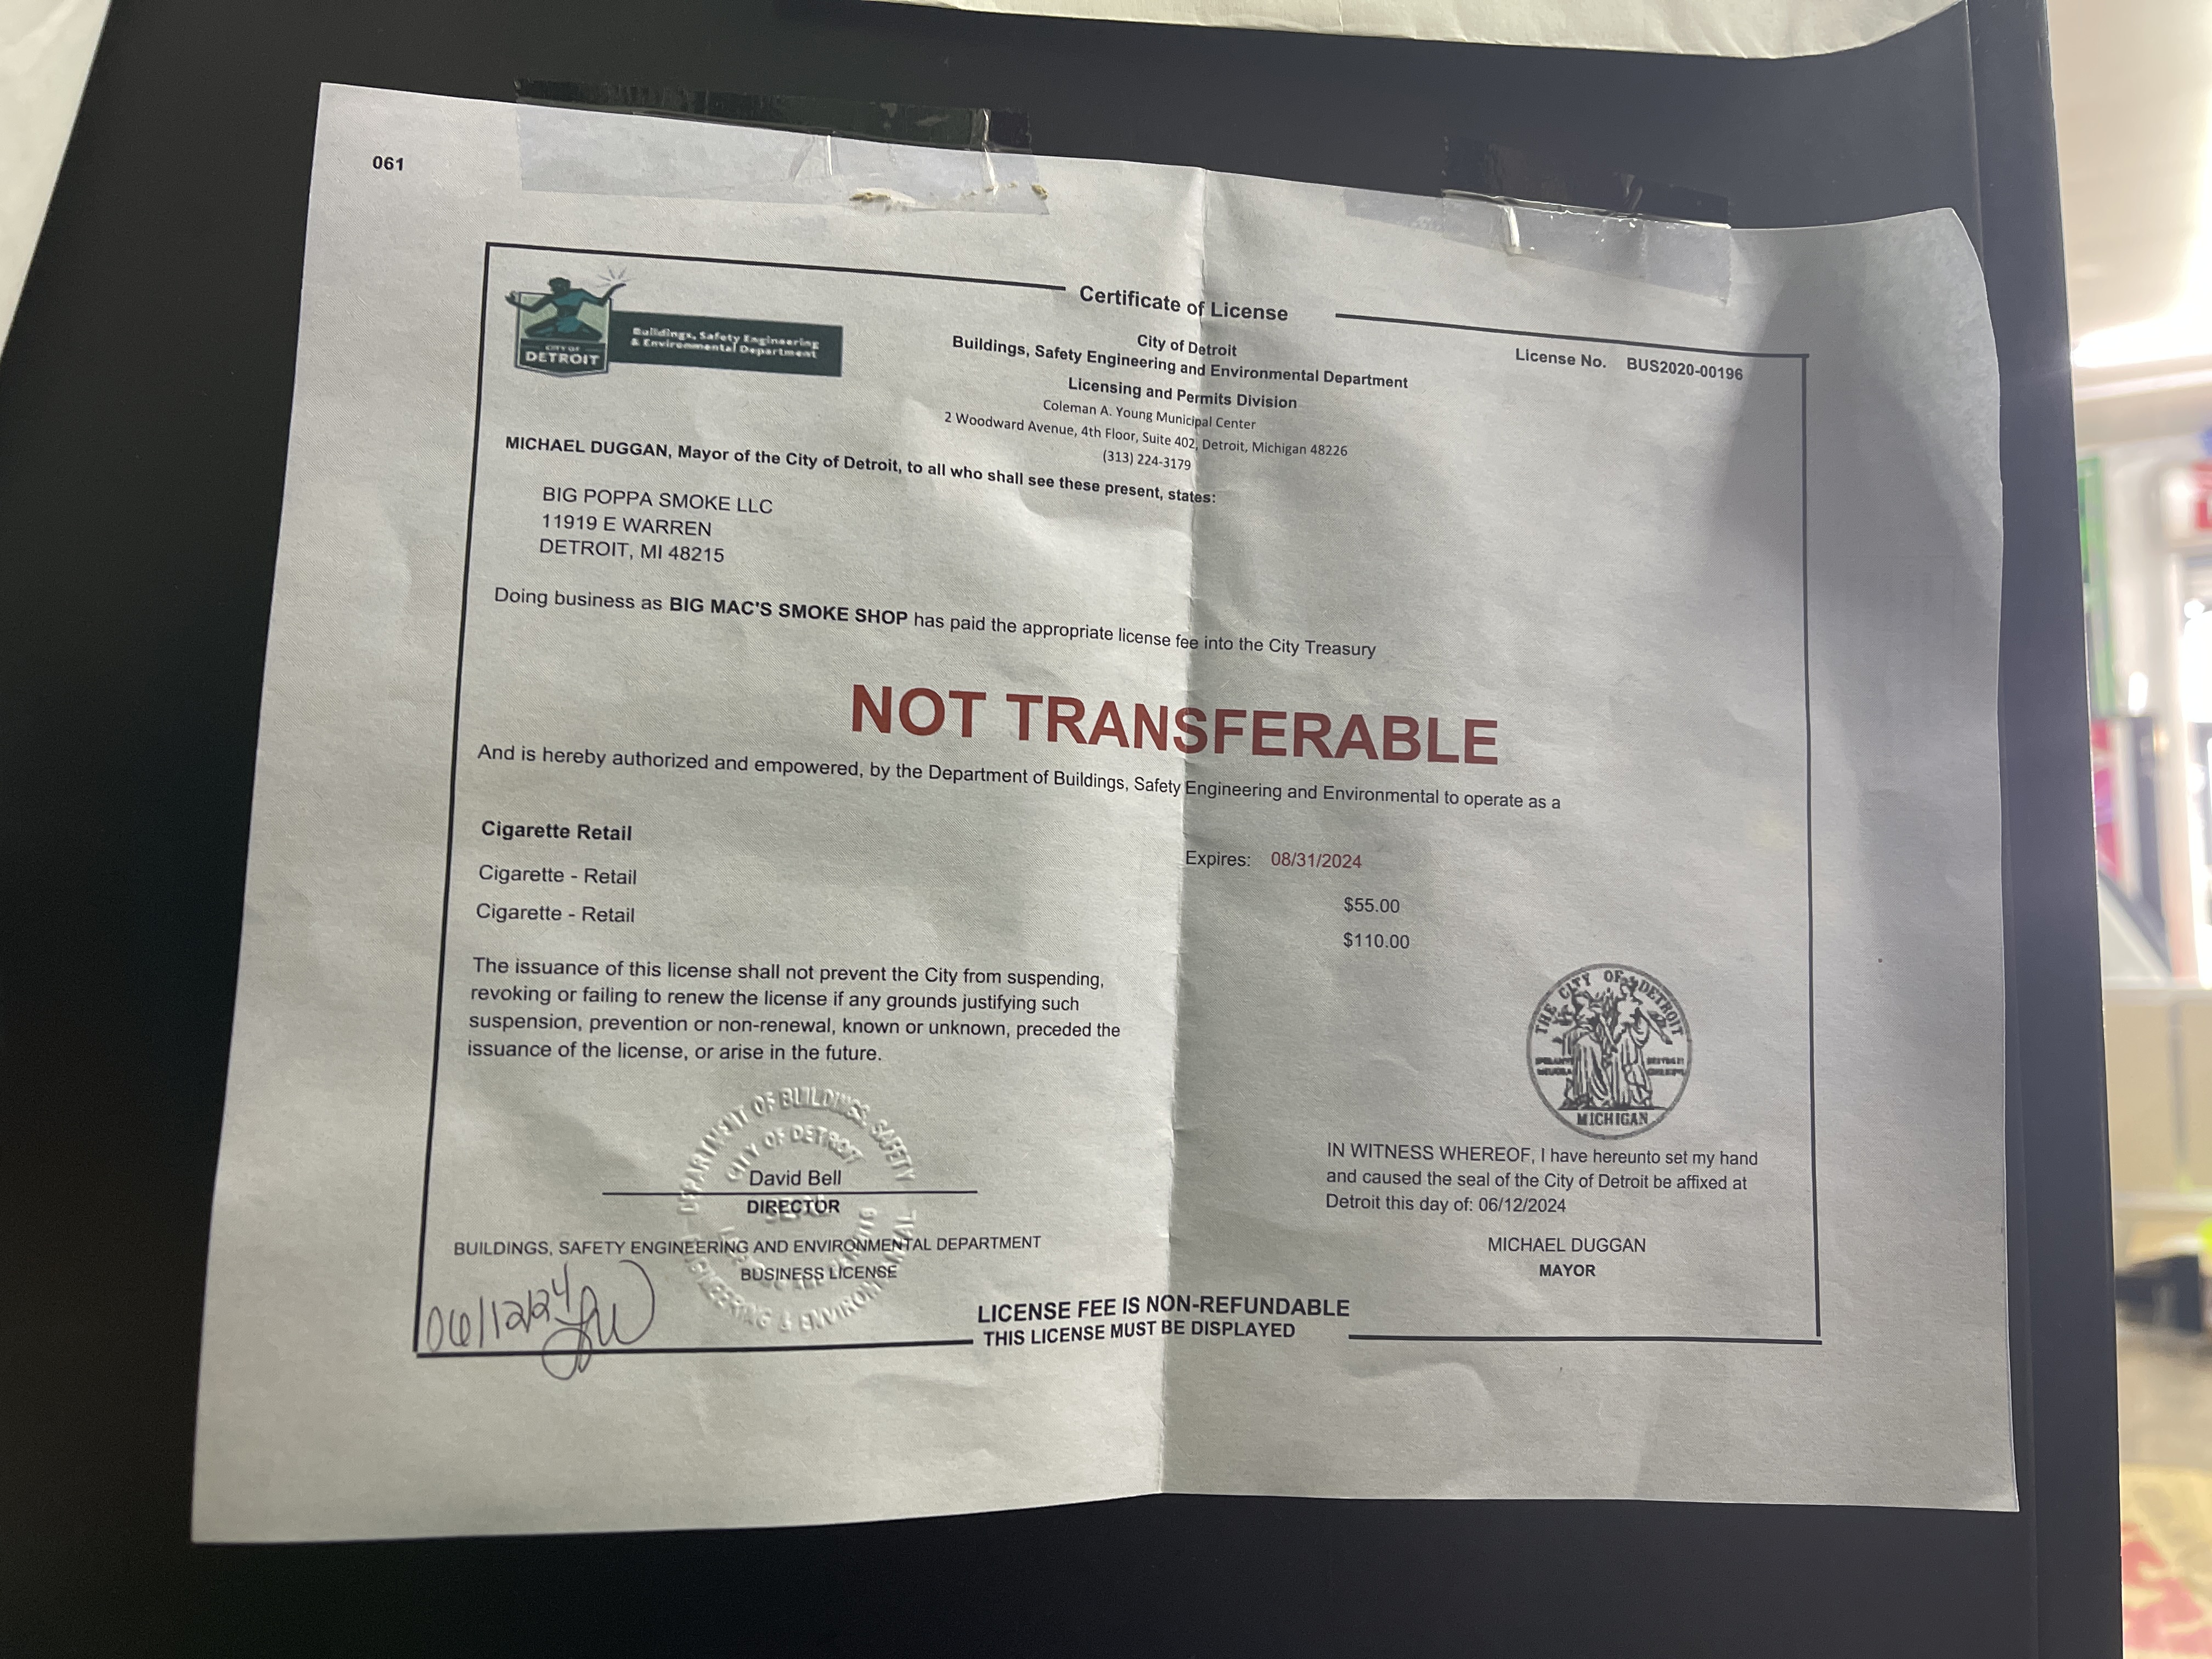 061
Certificate of License
CITY OF
DETROIT
Buildings, Safety Engineering
& Environmental Department
City of Detroit
Buildings, Safety Engineering and Environmental Department
Licensing and Permits Division
Coleman A. Young Municipal Center
2 Woodward Avenue, 4th Floor, Suite 402, Detroit, Michigan 48226
(313) 224-3179
License No. BUS2020-00196
MICHAEL DUGGAN, Mayor of the City of Detroit, to all who shall see these present, states:
BIG POPPA SMOKE LLC
11919 E WARREN
DETROIT, MI 48215
Doing business as BIG MAC'S SMOKE SHOP has paid the appropriate license fee into the City Treasury
NOT TRANSFERABLE
And is hereby authorized and empowered, by the Department of Buildings, Safety Engineering and Environmental to operate as a
Cigarette Retail
Expires: 08/31/2024
Cigarette - Retail
$55.00
Cigarette - Retail
$110.00
The issuance of this license shall not prevent the City from suspending,
revoking or failing to renew the license if any grounds justifying such
suspension, prevention or non-renewal, known or unknown, preceded the
issuance of the license, or arise in the future.
THE CITY OF DETROIT
MICHIGAN
DEPARTMENT OF BUILDINGS, SAFETY
CITY OF DETROIT
David Bell
DIRECTOR
ENGINEERING & ENVIRONMENTAL
BUILDINGS, SAFETY ENGINEERING AND ENVIRONMENTAL DEPARTMENT
BUSINESS LICENSE
06/12/24
IN WITNESS WHEREOF, I have hereunto set my hand
and caused the seal of the City of Detroit be affixed at
Detroit this day of: 06/12/2024
MICHAEL DUGGAN
MAYOR
LICENSE FEE IS NON-REFUNDABLE
THIS LICENSE MUST BE DISPLAYED